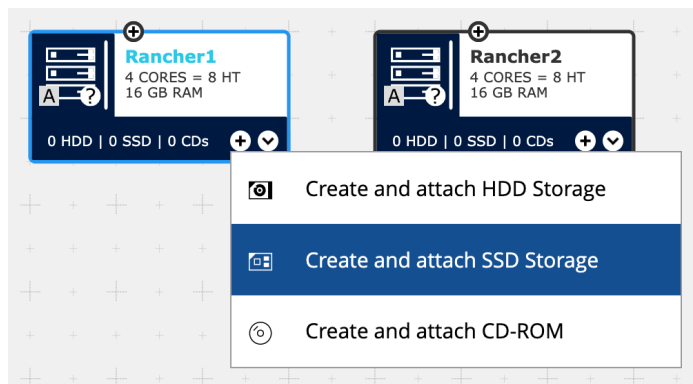 Rancher1
4 CORES = 8 HT
16 GB RAM
A ?
0 HDD | 0 SSD | 0 CDs
Rancher2
4 CORES = 8 HT
16 GB RAM
A ?
0 HDD | 0 SSD | 0 CDs
Create and attach HDD Storage
Create and attach SSD Storage
Create and attach CD-ROM